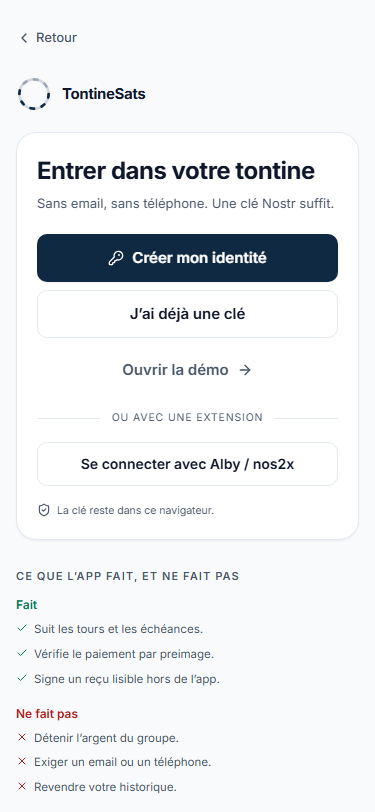 Retour
TontineSats
Entrer dans votre tontine
Sans email, sans téléphone. Une clé Nostr suffit.
Créer mon identité
J’ai déjà une clé
Ouvrir la démo →
OU AVEC UNE EXTENSION
Se connecter avec Alby / nos2x
La clé reste dans ce navigateur.
CE QUE L’APP FAIT, ET NE FAIT PAS
Fait
Suit les tours et les échéances.
Vérifie le paiement par preimage.
Signe un reçu lisible hors de l’app.
Ne fait pas
Détenir l’argent du groupe.
Exiger un email ou un téléphone.
Revendre votre historique.